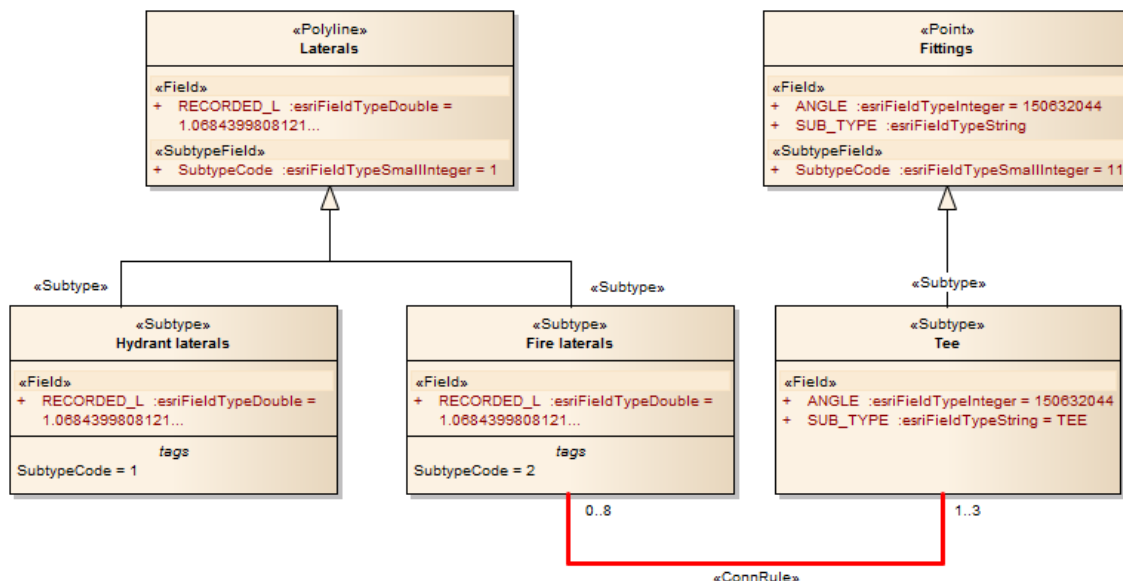 «Polyline»
Laterals
«Field»
+ RECORDED_L :esriFieldTypeDouble =
1.0684399808121...
«SubtypeField»
+ SubtypeCode :esriFieldTypeSmallInteger = 1
«Point»
Fittings
«Field»
+ ANGLE :esriFieldTypeInteger = 150632044
+ SUB_TYPE :esriFieldTypeString
«SubtypeField»
+ SubtypeCode :esriFieldTypeSmallInteger = 11
«Subtype»
«Subtype»
«Subtype»
«Subtype»
Hydrant laterals
«Field»
+ RECORDED_L :esriFieldTypeDouble =
1.0684399808121...
tags
SubtypeCode = 1
«Subtype»
Fire laterals
«Field»
+ RECORDED_L :esriFieldTypeDouble =
1.0684399808121...
tags
SubtypeCode = 2
«Subtype»
Tee
«Field»
+ ANGLE :esriFieldTypeInteger = 150632044
+ SUB_TYPE :esriFieldTypeString = TEE
0..8
1..3
«ConnRule»